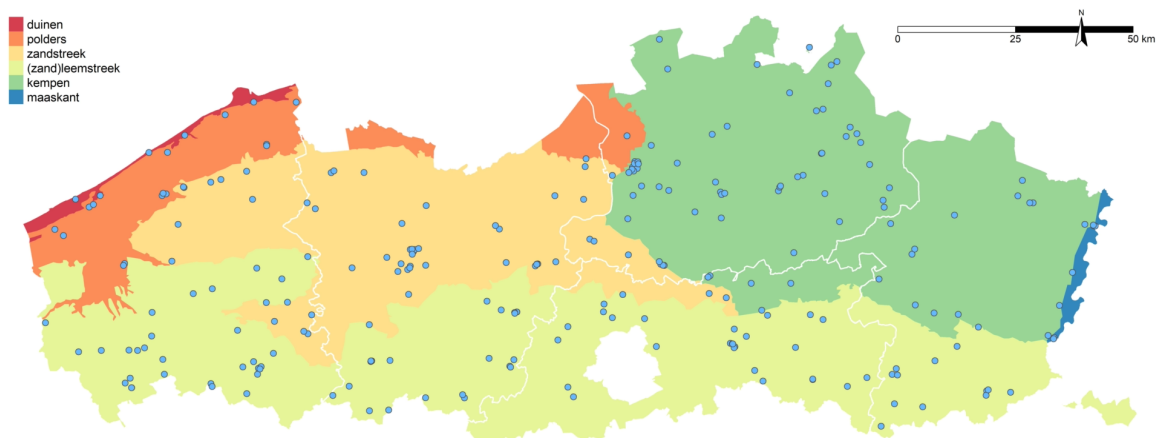 duinen
polders
zandstreek
(zand)leemstreek
kempen
maaskant
N
0 25 50 km